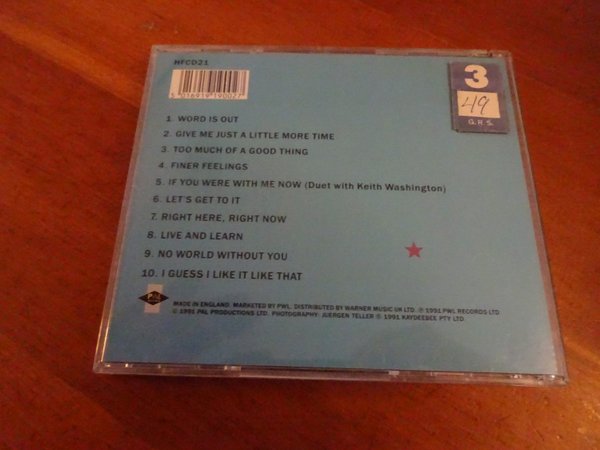 HFCD21
5 016919 190027
3
49
G.R.S.
1. WORD IS OUT
2. GIVE ME JUST A LITTLE MORE TIME
3. TOO MUCH OF A GOOD THING
4. FINER FEELINGS
5. IF YOU WERE WITH ME NOW (Duet with Keith Washington)
6. LET'S GET TO IT
7. RIGHT HERE, RIGHT NOW
8. LIVE AND LEARN
9. NO WORLD WITHOUT YOU
10. I GUESS I LIKE IT LIKE THAT
PWL
MADE IN ENGLAND. MARKETED BY PWL. DISTRIBUTED BY WARNER MUSIC UK LTD. ℗ 1991 PWL RECORDS LTD
© 1991 PAL PRODUCTIONS LTD. PHOTOGRAPHY: JUERGEN TELLER © 1991 KAYDEEBEE PTY LTD.